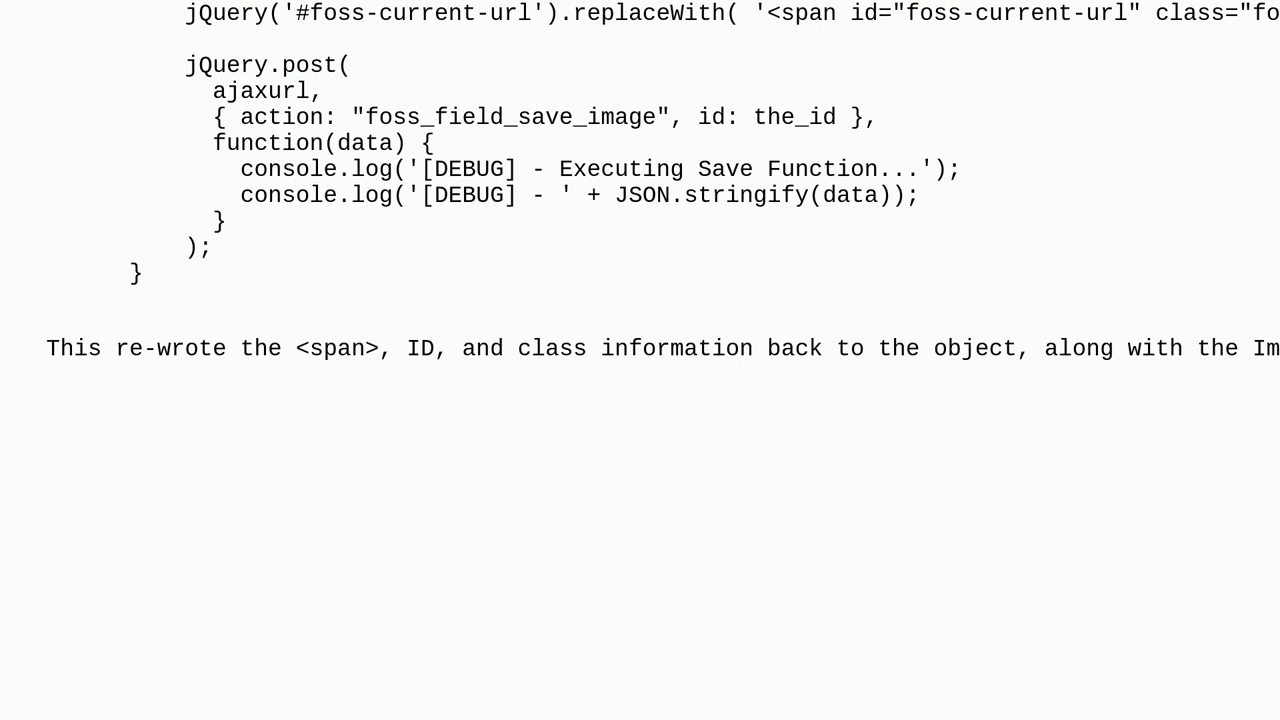 jQuery('#foss-current-url').replaceWith( '<span id="foss-current-url" class="fo
jQuery.post(
ajaxurl,
{ action: "foss_field_save_image", id: the_id },
function(data) {
console.log('[DEBUG] - Executing Save Function...');
console.log('[DEBUG] - ' + JSON.stringify(data));
}
);
}
This re-wrote the <span>, ID, and class information back to the object, along with the Im